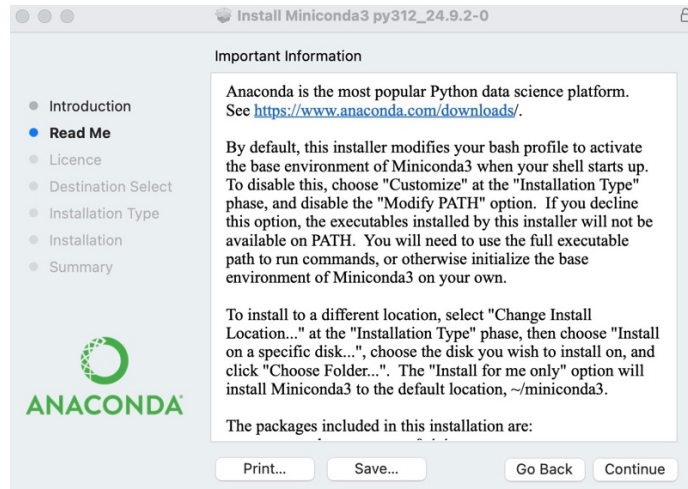 Install Miniconda3 py312_24.9.2-0
Important Information
Introduction
Read Me
Licence
Destination Select
Installation Type
Installation
Summary
ANACONDA
Anaconda is the most popular Python data science platform.
See https://www.anaconda.com/downloads/.
By default, this installer modifies your bash profile to activate
the base environment of Miniconda3 when your shell starts up.
To disable this, choose "Customize" at the "Installation Type"
phase, and disable the "Modify PATH" option.  If you decline
this option, the executables installed by this installer will not be
available on PATH.  You will need to use the full executable
path to run commands, or otherwise initialize the base
environment of Miniconda3 on your own.
To install to a different location, select "Change Install
Location..." at the "Installation Type" phase, then choose "Install
on a specific disk...", choose the disk you wish to install on, and
click "Choose Folder...".  The "Install for me only" option will
install Miniconda3 to the default location, ~/miniconda3.
The packages included in this installation are:
Print...
Save...
Go Back
Continue